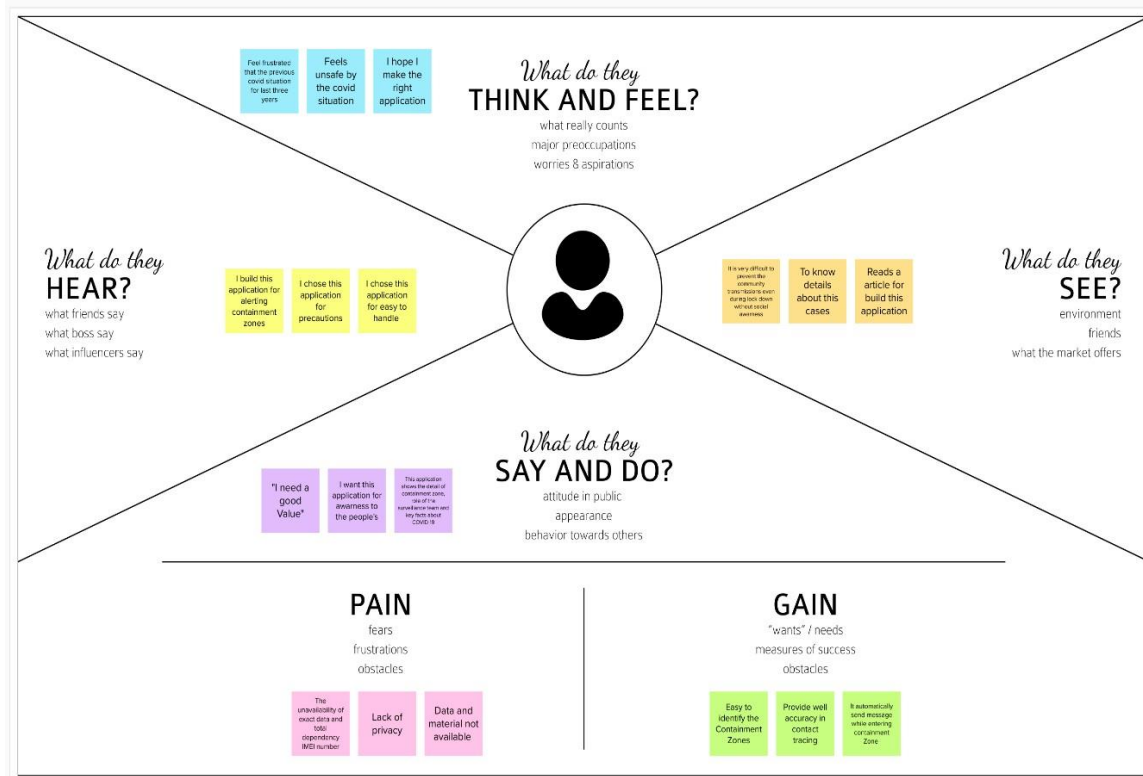 Feel frustrated
that the previous
covid situation
for last three
years
Feels
unsafe by
the covid
situation
I hope I
make the
right
application
What do they
THINK AND FEEL?
what really counts
major preoccupations
worries & aspirations
What do they
HEAR?
what friends say
what boss say
what influencers say
I build this
application for
alerting
containment
zones
I chose this
application
for
precautions
I chose this
application
for easy to
handle
It is very difficult to
prevent the
community
transmissions even
during lock down
without social
awarness
To know
details
about this
cases
Reads a
article for
build this
application
What do they
SEE?
environment
friends
what the market offers
What do they
SAY AND DO?
attitude in public
appearance
behavior towards others
"I need a
good
Value"
I want this
application for
awarness to
the people's
This application
shows the detail of
containment zone,
role of the
surveillance team and
key facts about
COVID 19
PAIN
fears
frustrations
obstacles
The
unavailability of
exact data and
total
dependancy
IMEI number
Lack of
privacy
Data and
material not
available
GAIN
"wants" / needs
measures of success
obstacles
Easy to
identify the
Containment
Zones
Provide well
accuracy in
contact
tracing
It automatically
send message
while entering
containment
Zone